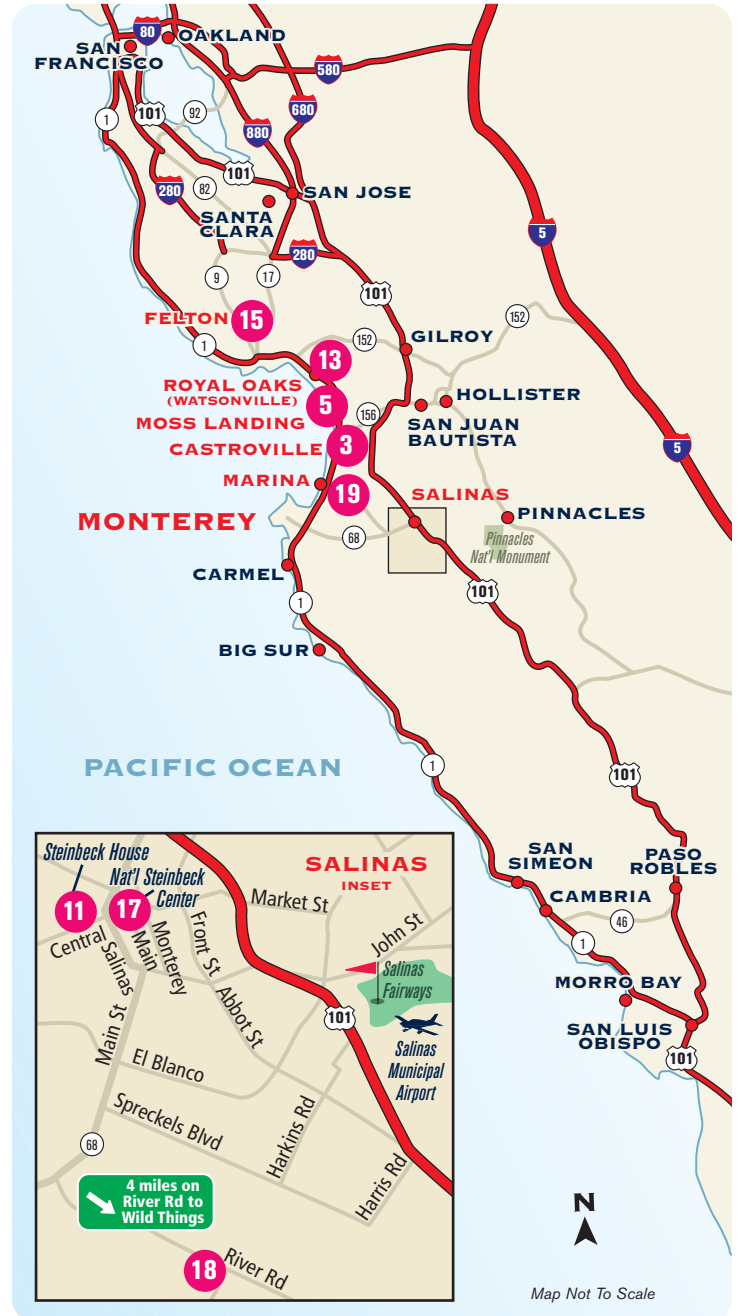 80
OAKLAND
SAN
FRANCISCO
580
1
101
92
880
680
101
280
82
SAN JOSE
SANTA
CLARA
5
280
9
17
101
FELTON
15
1
152
GILROY
152
13
ROYAL OAKS
(WATSONVILLE)
5
MOSS LANDING
156
HOLLISTER
SAN JUAN
BAUTISTA
CASTROVILLE
3
5
MARINA
19
SALINAS
MONTEREY
68
PINNACLES
Pinnacles
Nat'l Monument
CARMEL
101
1
BIG SUR
PACIFIC OCEAN
1
101
SAN
SIMEON
PASO
ROBLES
CAMBRIA
46
1
MORRO BAY
SAN LUIS
OBISPO
101
Steinbeck House
Nat'l Steinbeck
Center
SALINAS
INSET
11
17
Market St
Central
Salinas
Main
Monterey
Front St
John St
Salinas
Fairways
Abbot St
101
Main St
Salinas
Municipal
Airport
El Blanco
Spreckels Blvd
Harkins Rd
Harris Rd
68
4 miles on
River Rd to
Wild Things
River Rd
18
N
Map Not To Scale